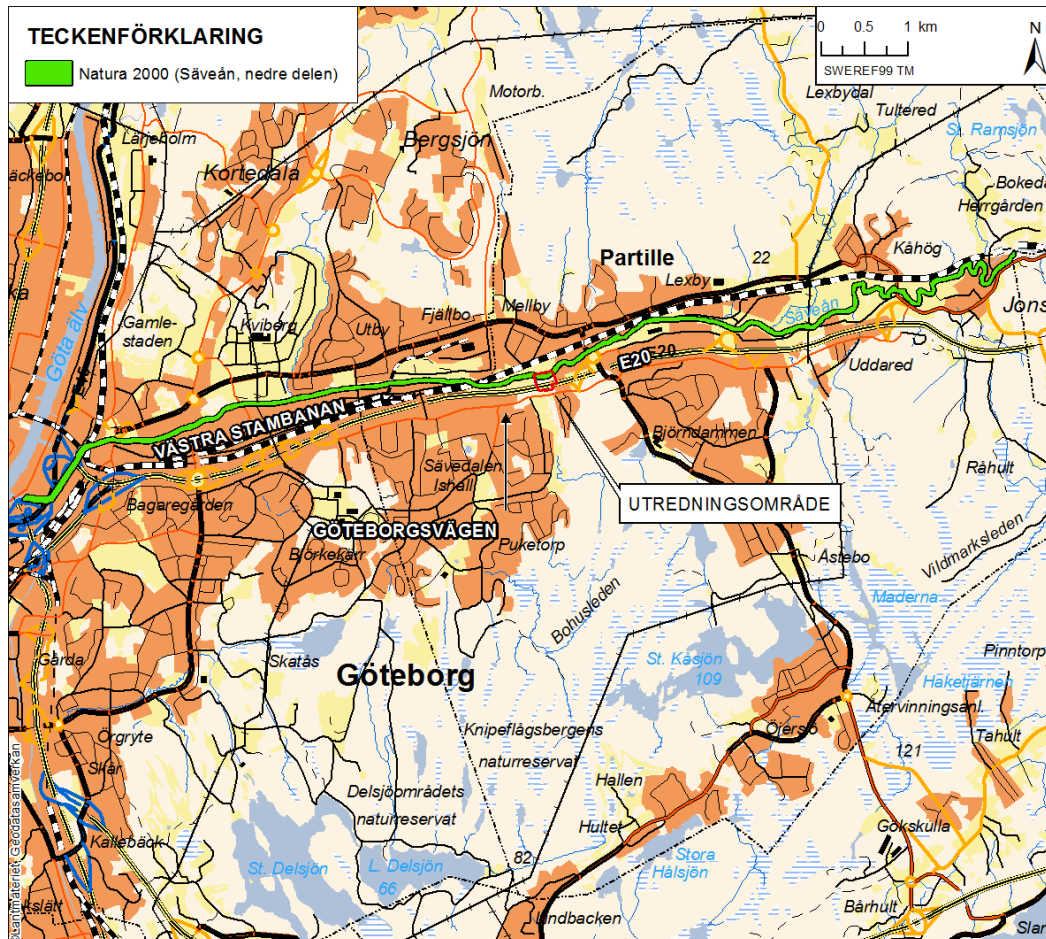 TECKENFÖRKLARING
Natura 2000 (Säveån, nedre delen)
0 0.5 1 km
SWEREF99 TM
N
Motorb.
Lexbydal
Tultered
St. Ramsjön
Lärjeholm
Bergsjön
Kortedala
Bokeda
Herrgården
Partille
Lexby
22
Kåhög
Säveån
Jons
Göta älv
Gamle-
staden
Kviberg
Utby
Fjällbo
Mellby
E20
Uddared
VÄSTRA STAMBANAN
Björndammen
Råhult
Sävedalen
Ishall
UTREDNINGSOMRÅDE
Bagaregården
GÖTEBORGSVÄGEN
Björkekärr
Puketorp
Vildmarksleden
Åstebo
Maderna
Bohusleden
Pinntorp
Gårda
Skatås
Göteborg
St. Kåsjön
109
Haketjärnen
Återvinningsanl.
Örgryte
Knipeflågsbergens
naturreservat
Öjersjö
121
Tahult
Skår
Delsjöområdets
naturreservat
Hallen
Hultet
Kallebäck
82
Gökskulla
St. Delsjön
L. Delsjön
66
Stora
Hålsjön
Lindbacken
Bårhult
Lantmäteriet, Geodatasamverkan